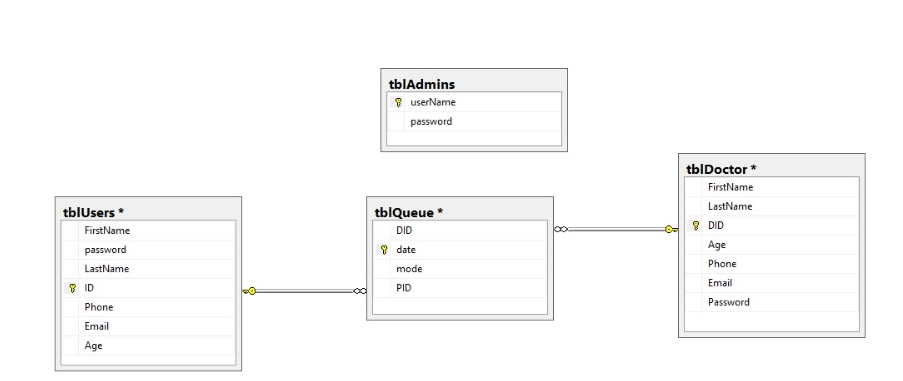 tblAdmins
userName
password
tblUsers *
FirstName
password
LastName
ID
Phone
Email
Age
tblQueue *
DID
date
mode
PID
tblDoctor *
FirstName
LastName
DID
Age
Phone
Email
Password